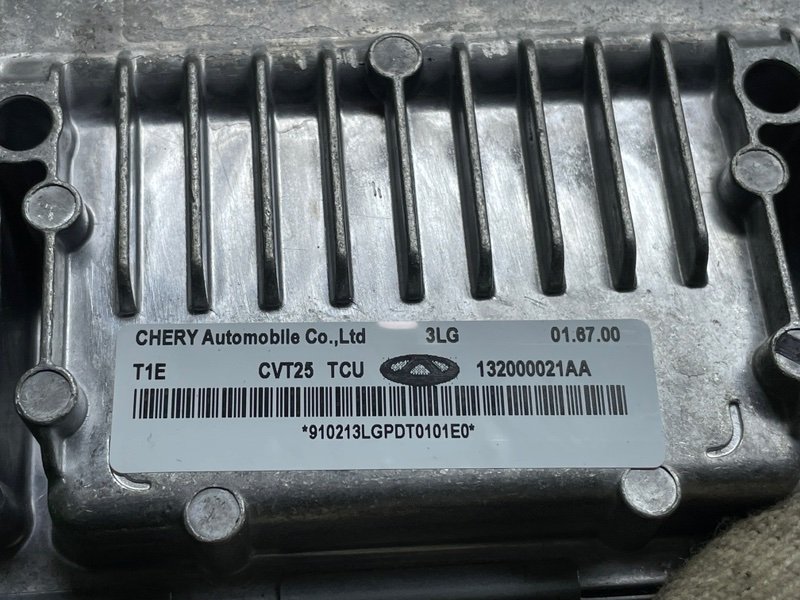 CHERY Automobile Co.,Ltd 3LG 01.67.00
T1E CVT25 TCU 132000021AA
*910213LGPDT0101E0*